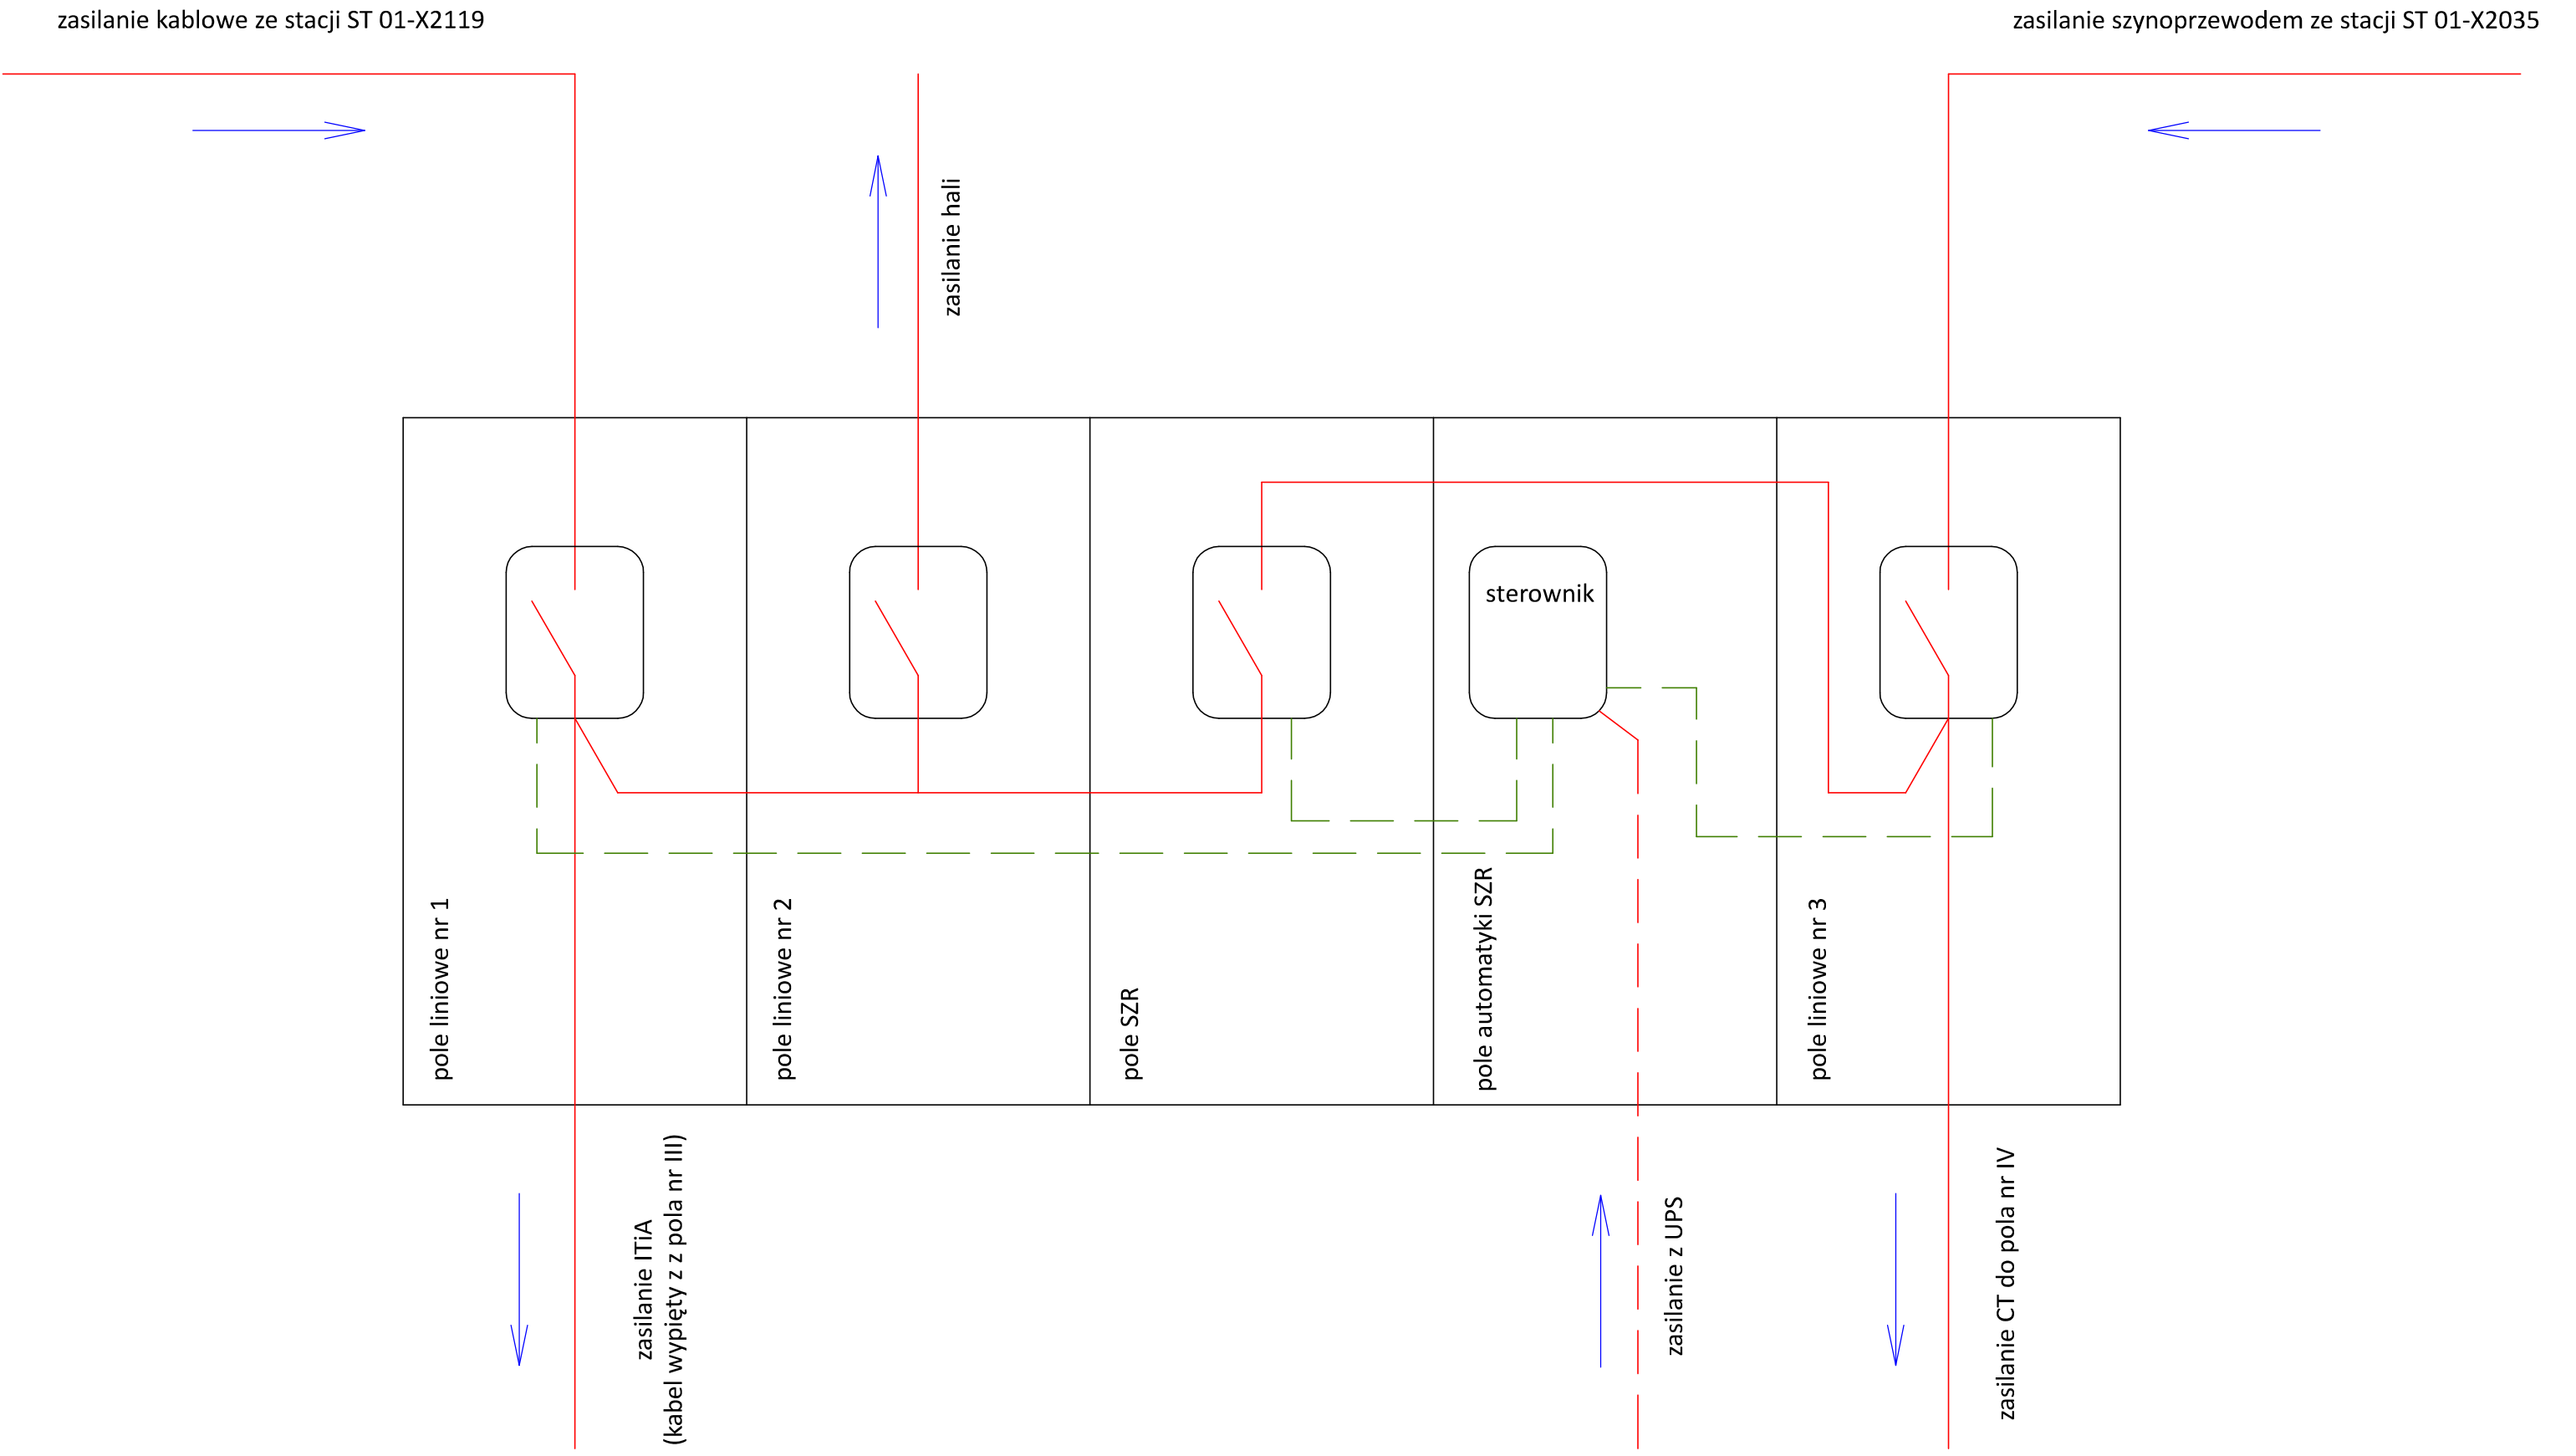 zasilanie kablowe ze stacji ST 01-X2119
zasilanie szynoprzewodem ze stacji ST 01-X2035
zasilanie hali
sterownik
pole liniowe nr 1
pole liniowe nr 2
pole SZR
pole automatyki SZR
pole liniowe nr 3
zasilanie ITiA
(kabel wypięty z z pola nr III)
zasilanie z UPS
zasilanie CT do pola nr IV